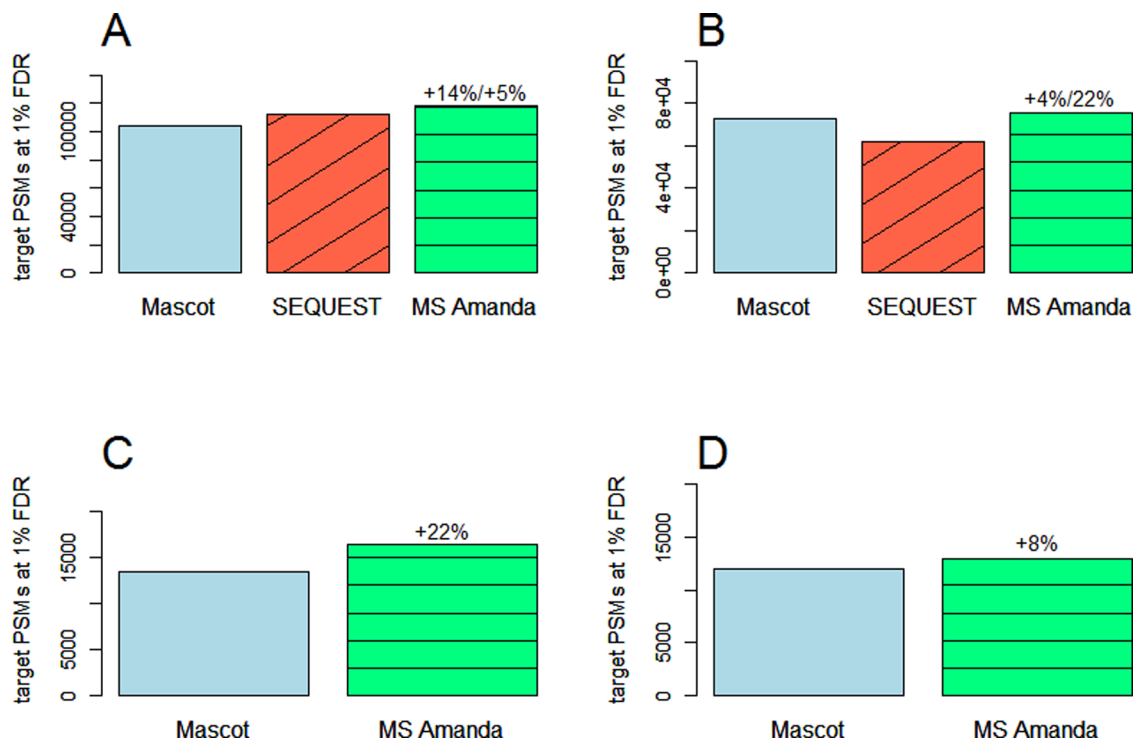 A
target PSMs at 1% FDR
0
40000
100000
+14%/+5%
Mascot
SEQUEST
MS Amanda
B
target PSMs at 1% FDR
0e+00
4e+04
8e+04
+4%/22%
Mascot
SEQUEST
MS Amanda
C
target PSMs at 1% FDR
0
5000
15000
+22%
Mascot
MS Amanda
D
target PSMs at 1% FDR
0
5000
15000
+8%
Mascot
MS Amanda